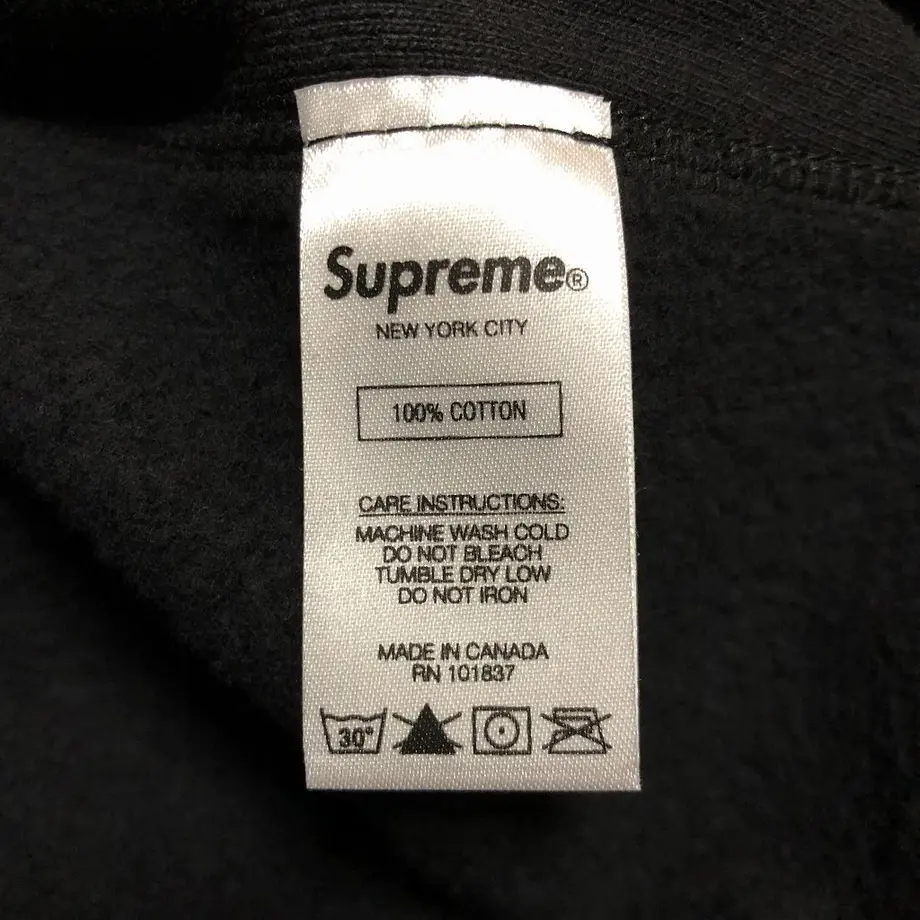 Supreme®
NEW YORK CITY
100% COTTON
CARE INSTRUCTIONS:
MACHINE WASH COLD
DO NOT BLEACH
TUMBLE DRY LOW
DO NOT IRON
MADE IN CANADA
RN 101837
30°